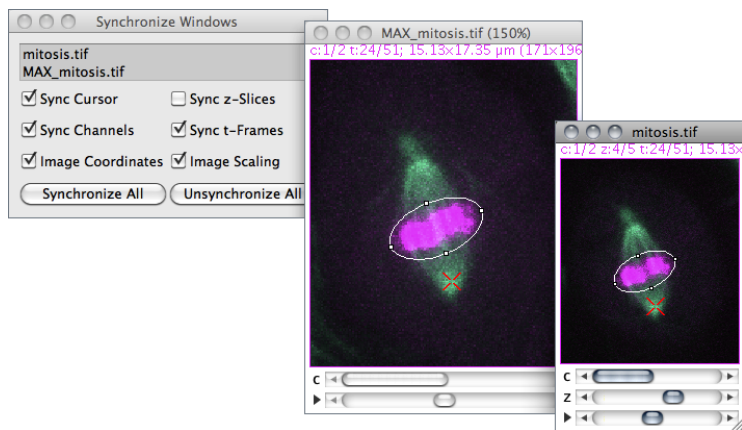 Synchronize Windows
mitosis.tif
MAX_mitosis.tif
Sync Cursor
Sync z-Slices
Sync Channels
Sync t-Frames
Image Coordinates
Image Scaling
Synchronize All
Unsynchronize All
MAX_mitosis.tif (150%)
c:1/2 t:24/51; 15.13x17.35 µm (171x196
C
mitosis.tif
c:1/2 z:4/5 t:24/51; 15.13x
C
Z